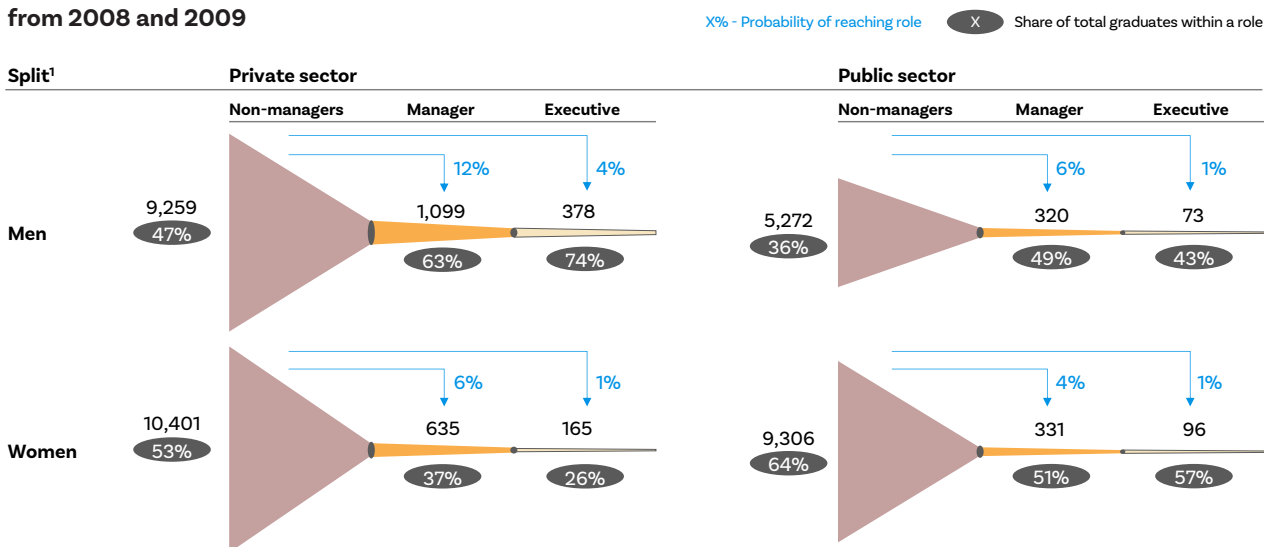 from 2008 and 2009
X% - Probability of reaching role
X
Share of total graduates within a role
Split¹
Private sector
Public sector
Non-managers
Manager
Executive
Non-managers
Manager
Executive
12%
4%
6%
1%
Men
9,259
47%
1,099
378
63%
74%
5,272
36%
320
73
49%
43%
6%
1%
4%
1%
Women
10,401
53%
635
165
37%
26%
9,306
64%
331
96
51%
57%